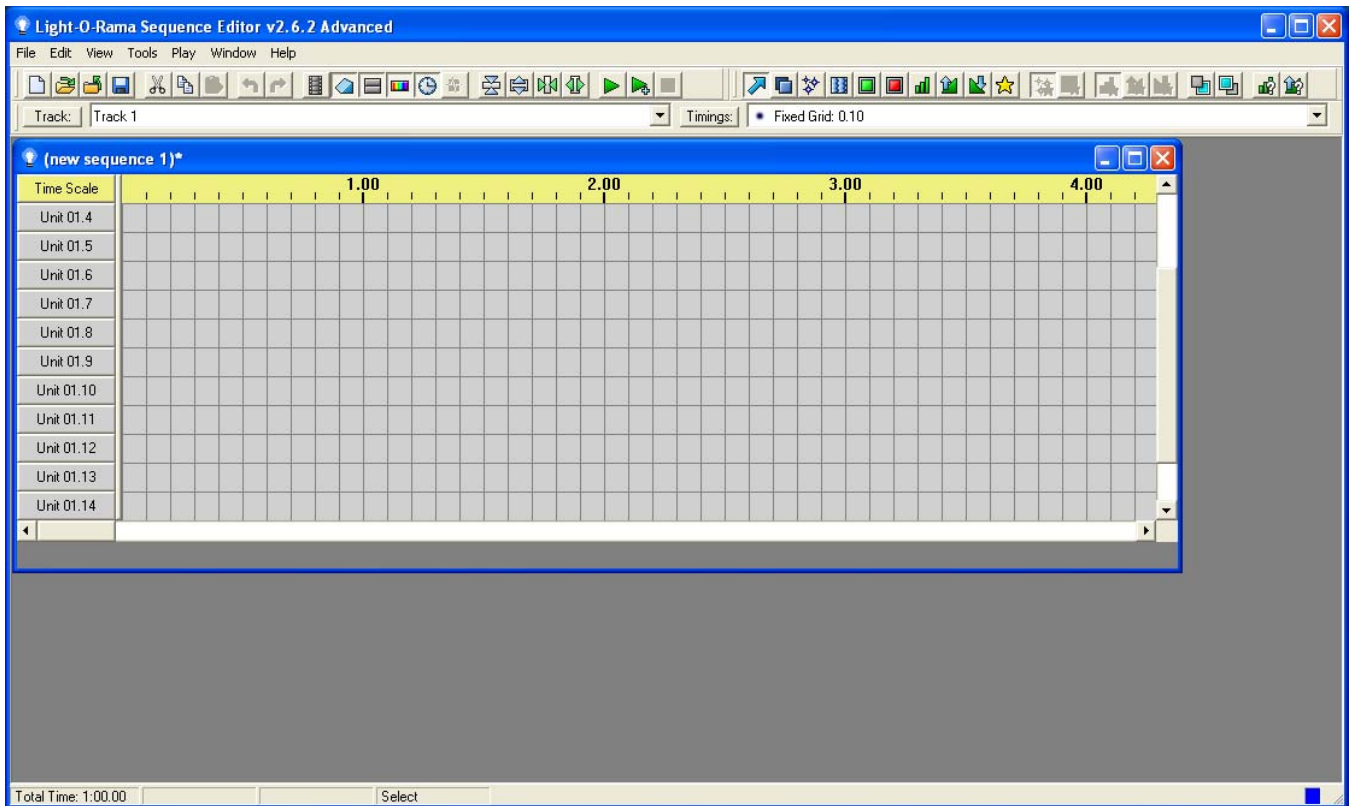 Light-O-Rama Sequence Editor v2.6.2 Advanced
File Edit View Tools Play Window Help
Track: Track 1 Timings: Fixed Grid: 0.10
(new sequence 1)*
Time Scale 1.00 2.00 3.00 4.00
Unit 01.4
Unit 01.5
Unit 01.6
Unit 01.7
Unit 01.8
Unit 01.9
Unit 01.10
Unit 01.11
Unit 01.12
Unit 01.13
Unit 01.14
Total Time: 1:00.00 Select